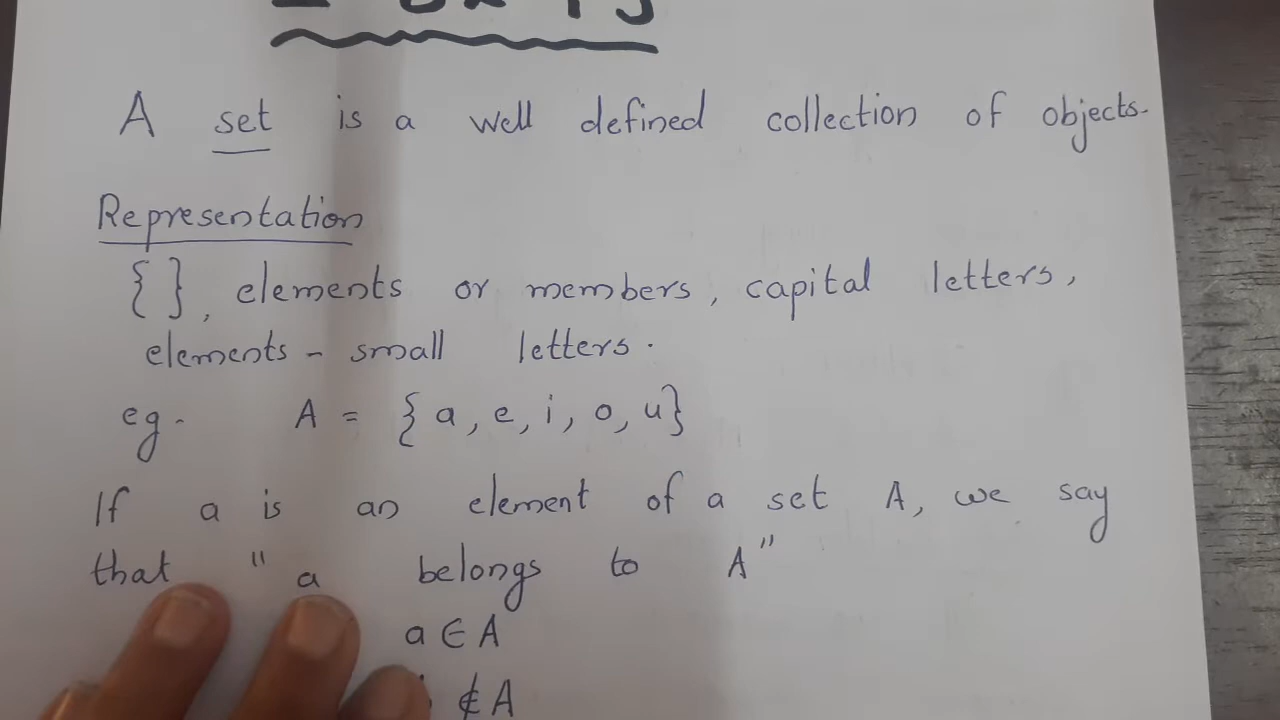 A set is a well defined collection of objects.
Representation
{ }, elements or members, capital letters,
elements - small letters.
eg. A = {a, e, i, o, u}
If a is an element of a set A, we say
that "a belongs to A"
a ∈ A
∉ A